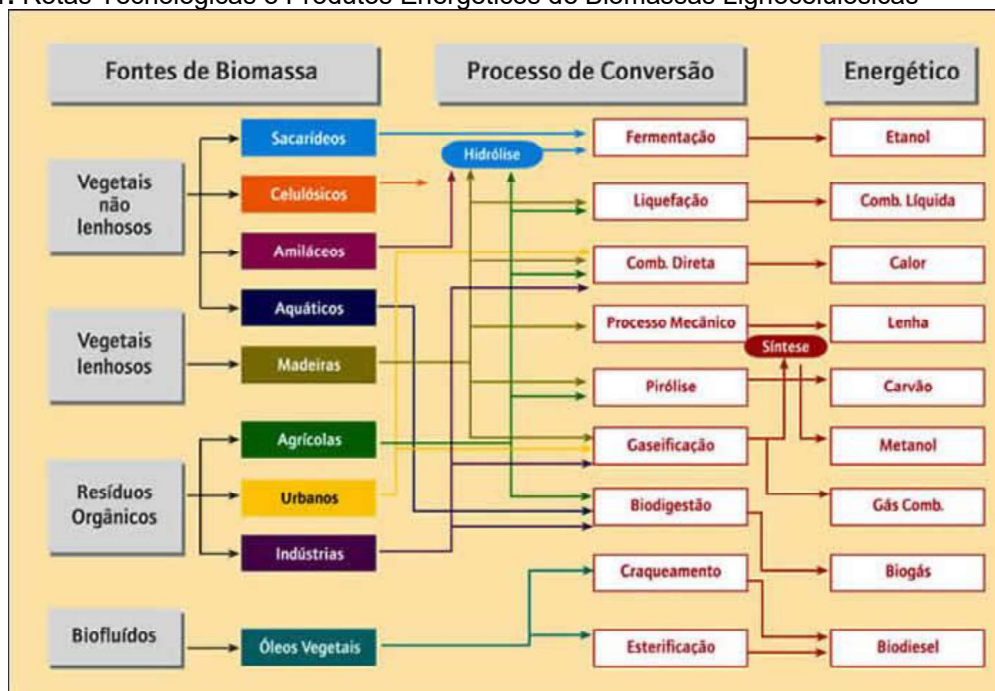 Rotas Tecnológicas e Produtos Energéticos de Biomassas Lignocelulósicas
Fontes de Biomassa
Processo de Conversão
Energético
Vegetais
não
lenhosos
Vegetais
lenhosos
Resíduos
Orgânicos
Biofluídos
Sacarídeos
Celulósicos
Amiláceos
Aquáticos
Madeiras
Agrícolas
Urbanos
Indústrias
Óleos Vegetais
Hidrólise
Fermentação
Liquefação
Comb. Direta
Processo Mecânico
Pirólise
Gaseificação
Biodigestão
Craqueamento
Esterificação
Síntese
Etanol
Comb. Líquida
Calor
Lenha
Carvão
Metanol
Gás Comb.
Biogás
Biodiesel